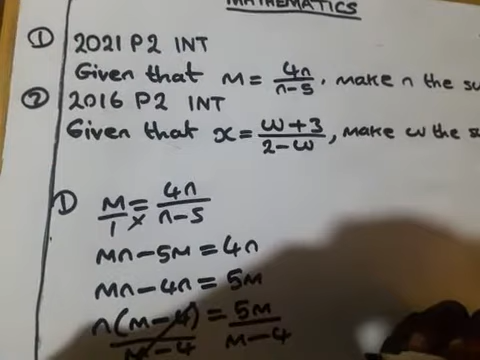 MATHEMATICS
① 2021 P2 INT
Given that M = 4n/n-5. make n the
② 2016 P2 INT
Given that x = w+3/2-w, make w the
① M/1 = 4n/n-5
Mn-5M = 4n
Mn-4n = 5M
n(M-4)/M-4 = 5M/M-4